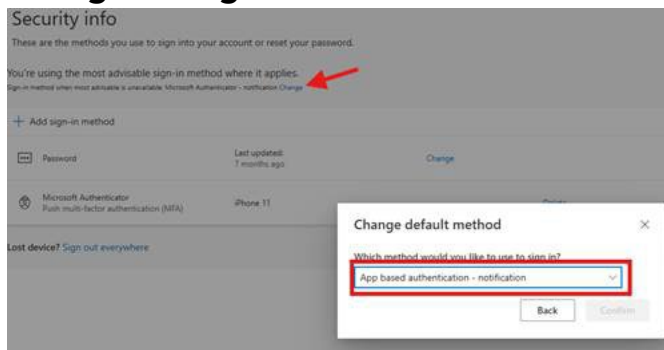 Security info
These are the methods you use to sign into your account or reset your password.
You're using the most advisable sign-in method where it applies.
Sign-in method when most advisable is unavailable: Microsoft Authenticator - notification Change
+ Add sign-in method
Password
Last updated:
7 months ago
Change
Microsoft Authenticator
Push multi-factor authentication (MFA)
iPhone 11
Delete
Lost device? Sign out everywhere
Change default method
Which method would you like to use to sign in?
App based authentication - notification
Back
Confirm